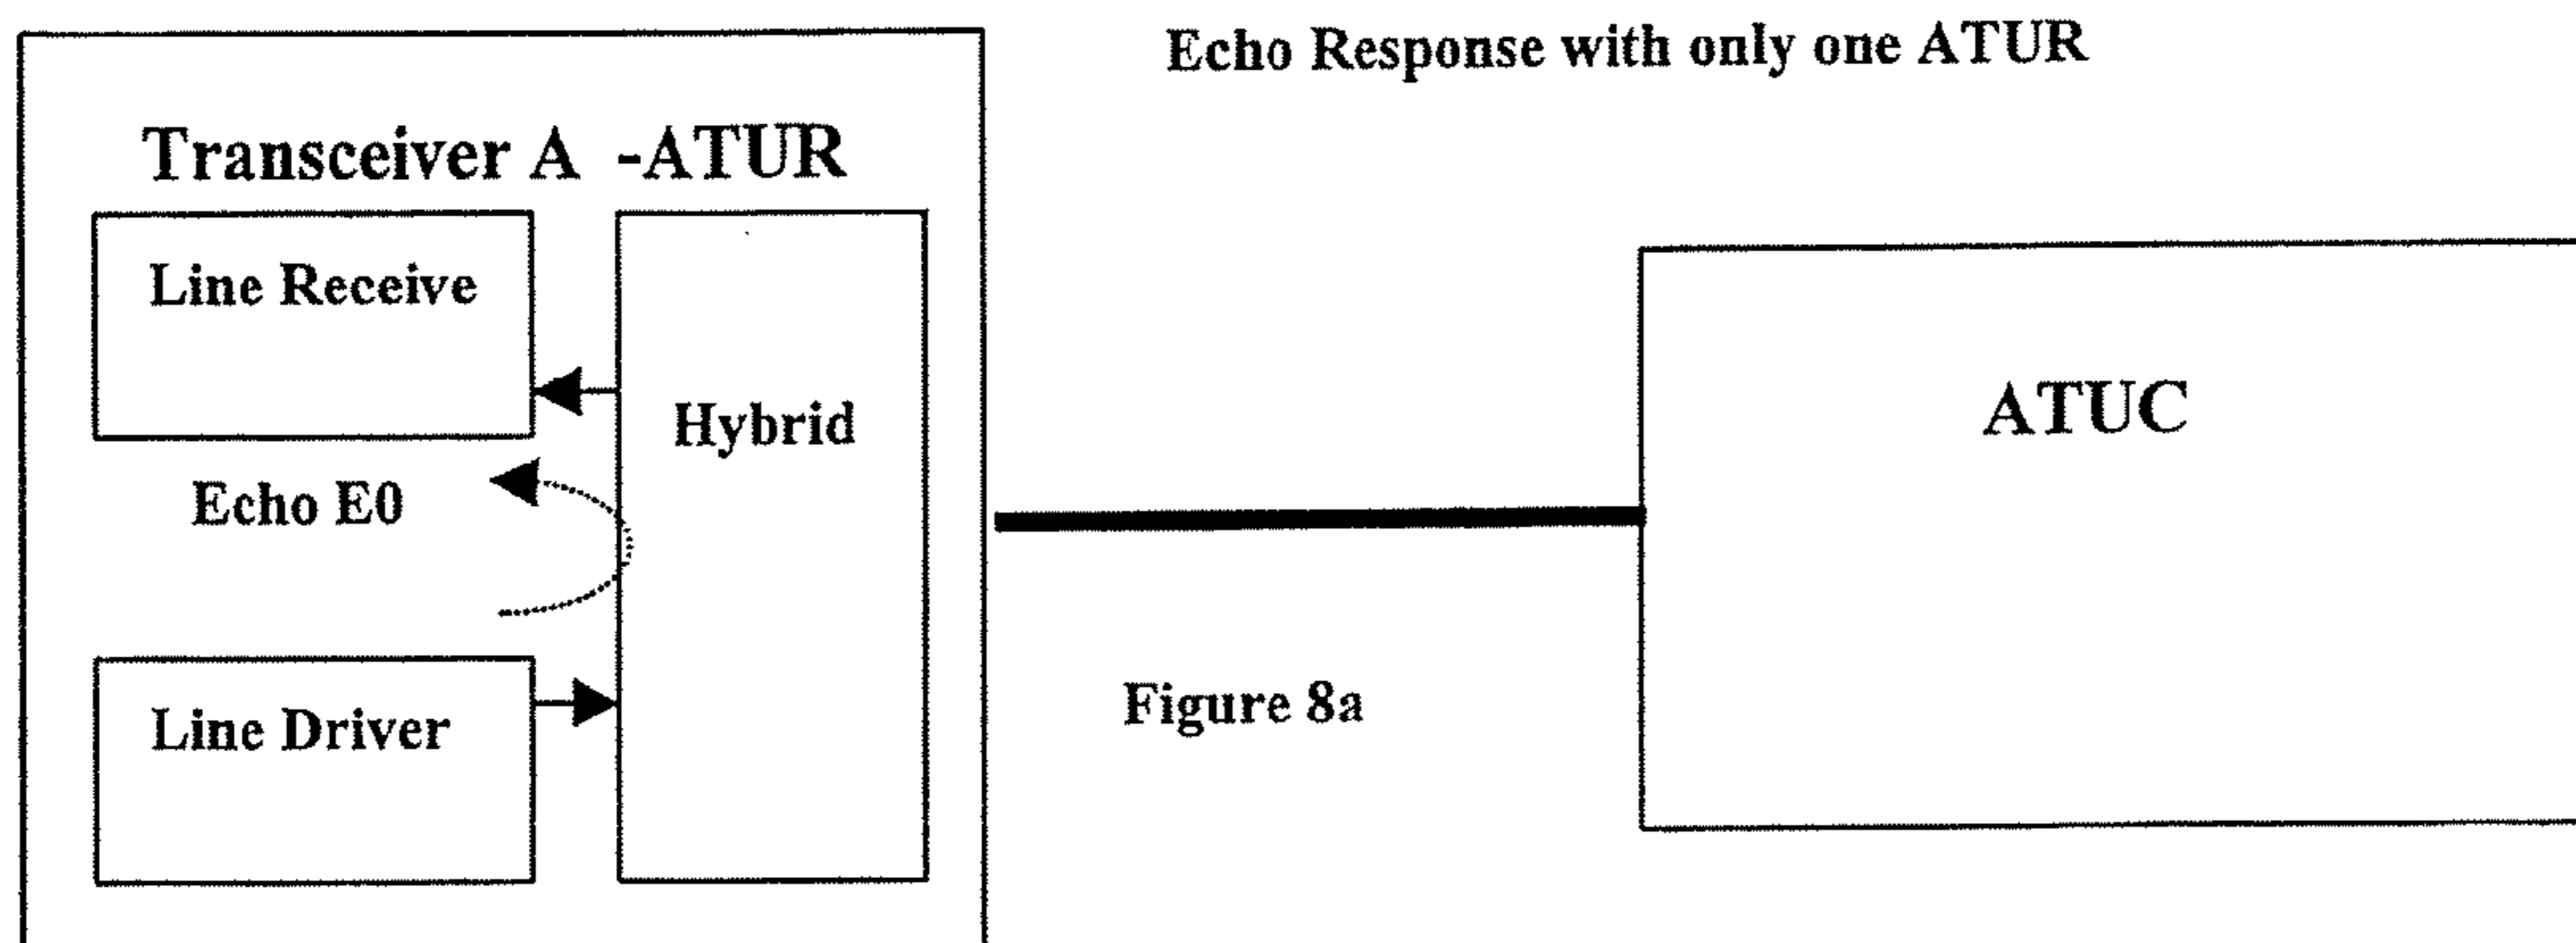 Echo Response with only one ATUR
Transceiver A -ATUR
Line Receive
Hybrid
ATUC
Echo E0
Line Driver
Figure 8a